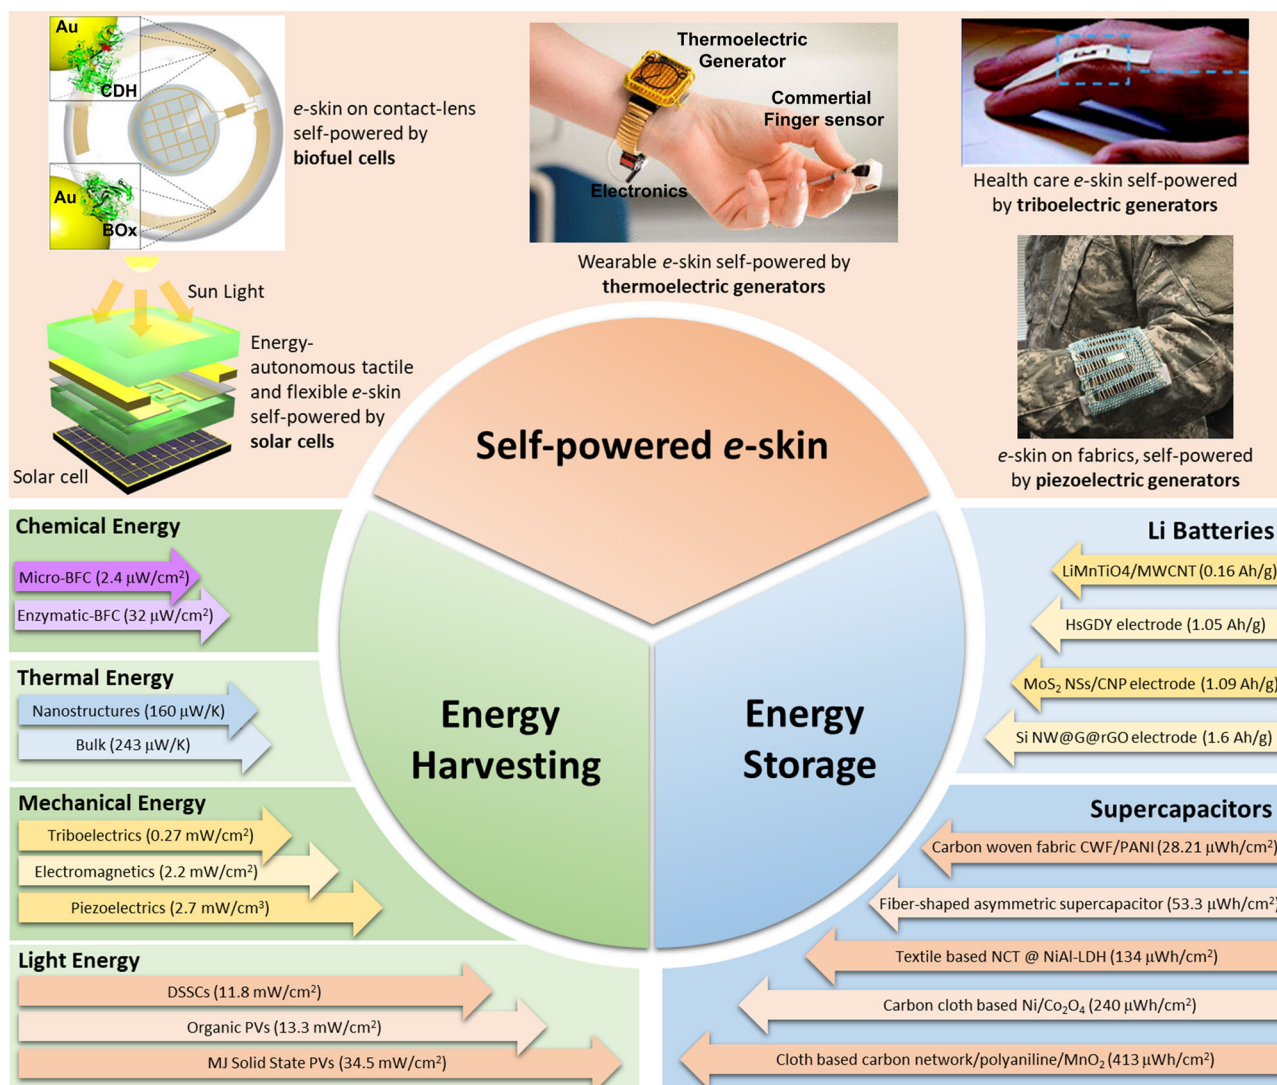 Au
CDH
Au
BOx
e-skin on contact-lens
self-powered by
biofuel cells
Thermoelectric
Generator
Commertial
Finger sensor
Electronics
Wearable e-skin self-powered by
thermoelectric generators
Health care e-skin self-powered
by triboelectric generators
Sun Light
Energy-
autonomous tactile
and flexible e-skin
self-powered by
solar cells
Solar cell
e-skin on fabrics, self-powered
by piezoelectric generators
Self-powered e-skin
Energy
Harvesting
Energy
Storage
Chemical Energy
Micro-BFC (2.4 µW/cm²)
Enzymatic-BFC (32 µW/cm²)
Thermal Energy
Nanostructures (160 µW/K)
Bulk (243 µW/K)
Mechanical Energy
Triboelectrics (0.27 mW/cm²)
Electromagnetics (2.2 mW/cm²)
Piezoelectrics (2.7 mW/cm³)
Light Energy
DSSCs (11.8 mW/cm²)
Organic PVs (13.3 mW/cm²)
MJ Solid State PVs (34.5 mW/cm²)
Li Batteries
LiMnTiO4/MWCNT (0.16 Ah/g)
HsGDY electrode (1.05 Ah/g)
MoS₂ NSs/CNP electrode (1.09 Ah/g)
Si NW@G@rGO electrode (1.6 Ah/g)
Supercapacitors
Carbon woven fabric CWF/PANI (28.21 µWh/cm²)
Fiber-shaped asymmetric supercapacitor (53.3 µWh/cm²)
Textile based NCT @ NiAl-LDH (134 µWh/cm²)
Carbon cloth based Ni/Co₂O₄ (240 µWh/cm²)
Cloth based carbon network/polyaniline/MnO₂ (413 µWh/cm²)